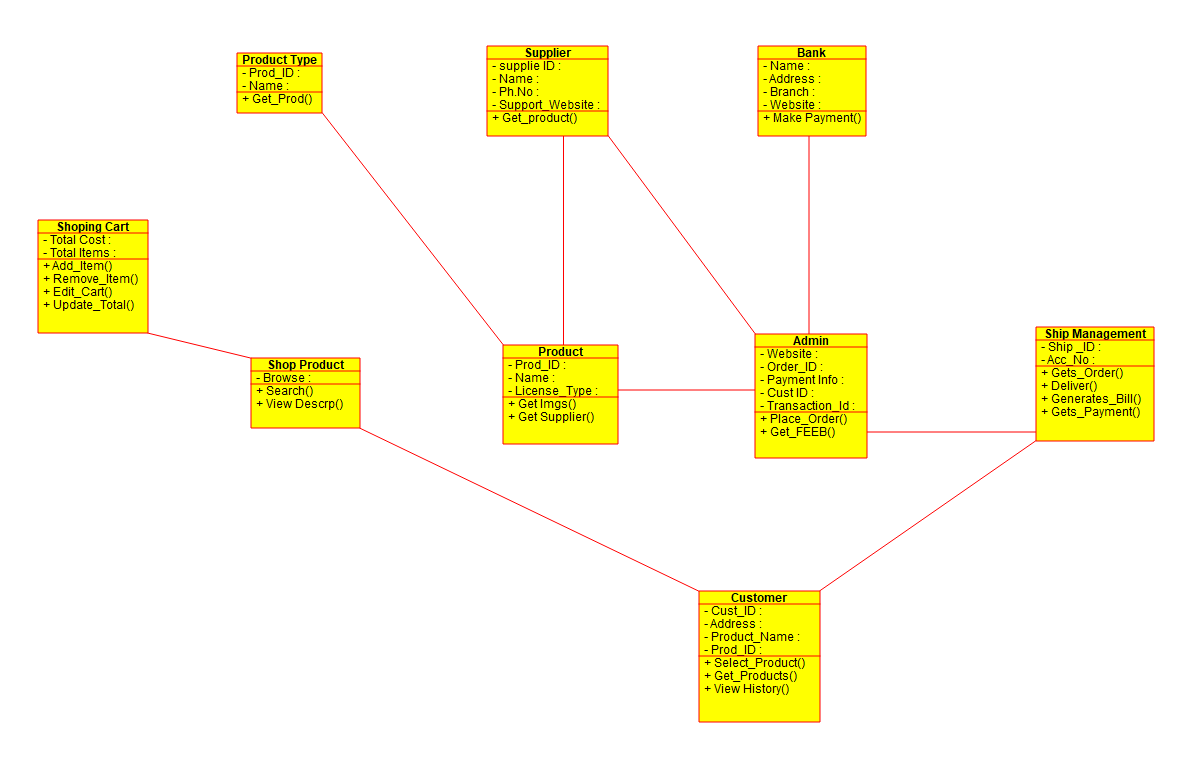 Product Type
- Prod_ID :
- Name :
+ Get_Prod()
Supplier
- supplie ID :
- Name :
- Ph.No :
- Support_Website :
+ Get_product()
Bank
- Name :
- Address :
- Branch :
- Website :
+ Make Payment()
Shoping Cart
- Total Cost :
- Total Items :
+ Add_Item()
+ Remove_Item()
+ Edit_Cart()
+ Update_Total()
Shop Product
- Browse :
+ Search()
+ View Descrp()
Product
- Prod_ID :
- Name :
- License_Type :
+ Get Imgs()
+ Get Supplier()
Admin
- Website :
- Order_ID :
- Payment Info :
- Cust ID :
- Transaction_Id :
+ Place_Order()
+ Get_FEEB()
Ship Management
- Ship _ID :
- Acc_No :
+ Gets_Order()
+ Deliver()
+ Generates_Bill()
+ Gets_Payment()
Customer
- Cust_ID :
- Address :
- Product_Name :
- Prod_ID :
+ Select_Product()
+ Get_Products()
+ View History()